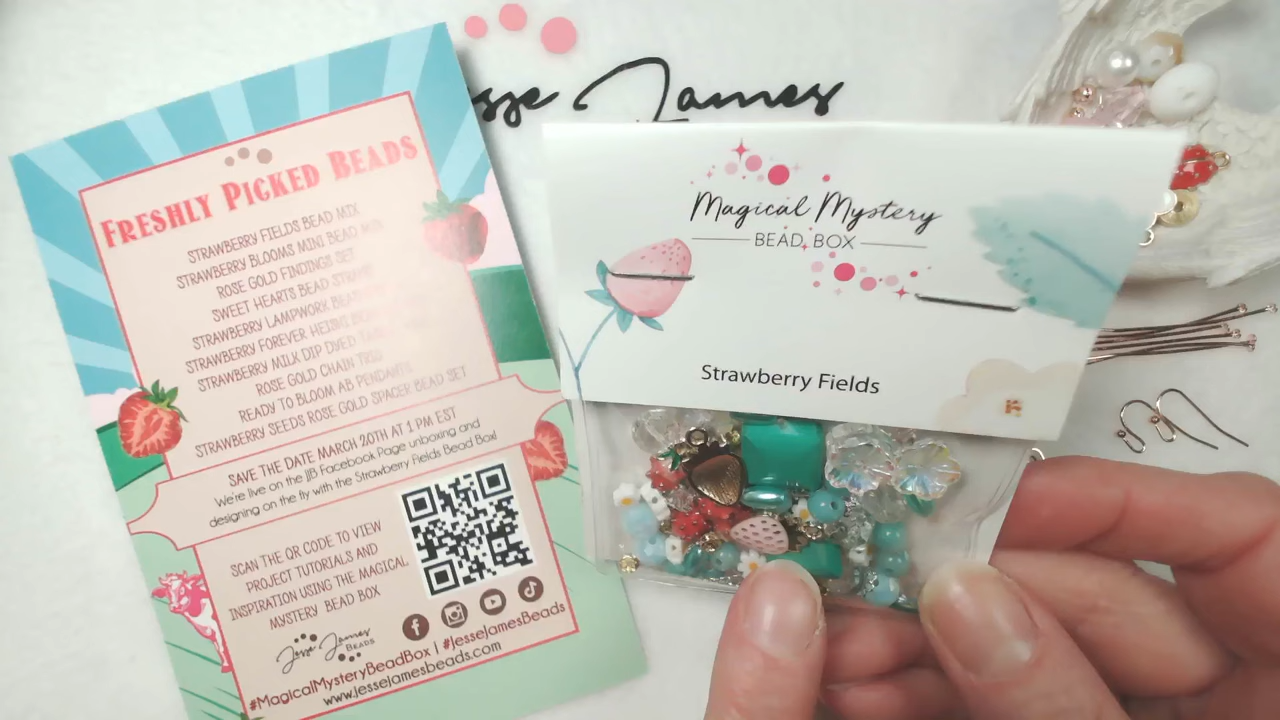 Jesse James
FRESHLY PICKED BEADS
STRAWBERRY FIELDS BEAD MIX
STRAWBERRY BLOOMS MINI BEAD MIX
ROSE GOLD FINDINGS SET
SWEET HEARTS BEAD STRAND
STRAWBERRY LAMPWORK
STRAWBERRY FOREVER
STRAWBERRY MILK DIP DYED
ROSE GOLD CHAIN TRIO
READY TO BLOOM AB PENDANTS
STRAWBERRY SEEDS ROSE GOLD SPACER BEAD SET
SAVE THE DATE MARCH 20TH AT 1 PM EST
We're live on the JJB Facebook Page unboxing and
designing on the fly with the Strawberry Fields Bead Box!
SCAN THE QR CODE TO VIEW
PROJECT TUTORIALS AND
INSPIRATION USING THE MAGICAL
MYSTERY BEAD BOX
Jesse James
BEADS
#MagicalMysteryBeadBox | #JesseJamesBeads
www.jessejamesbeads.com
Magical Mystery
BEAD BOX
Strawberry Fields